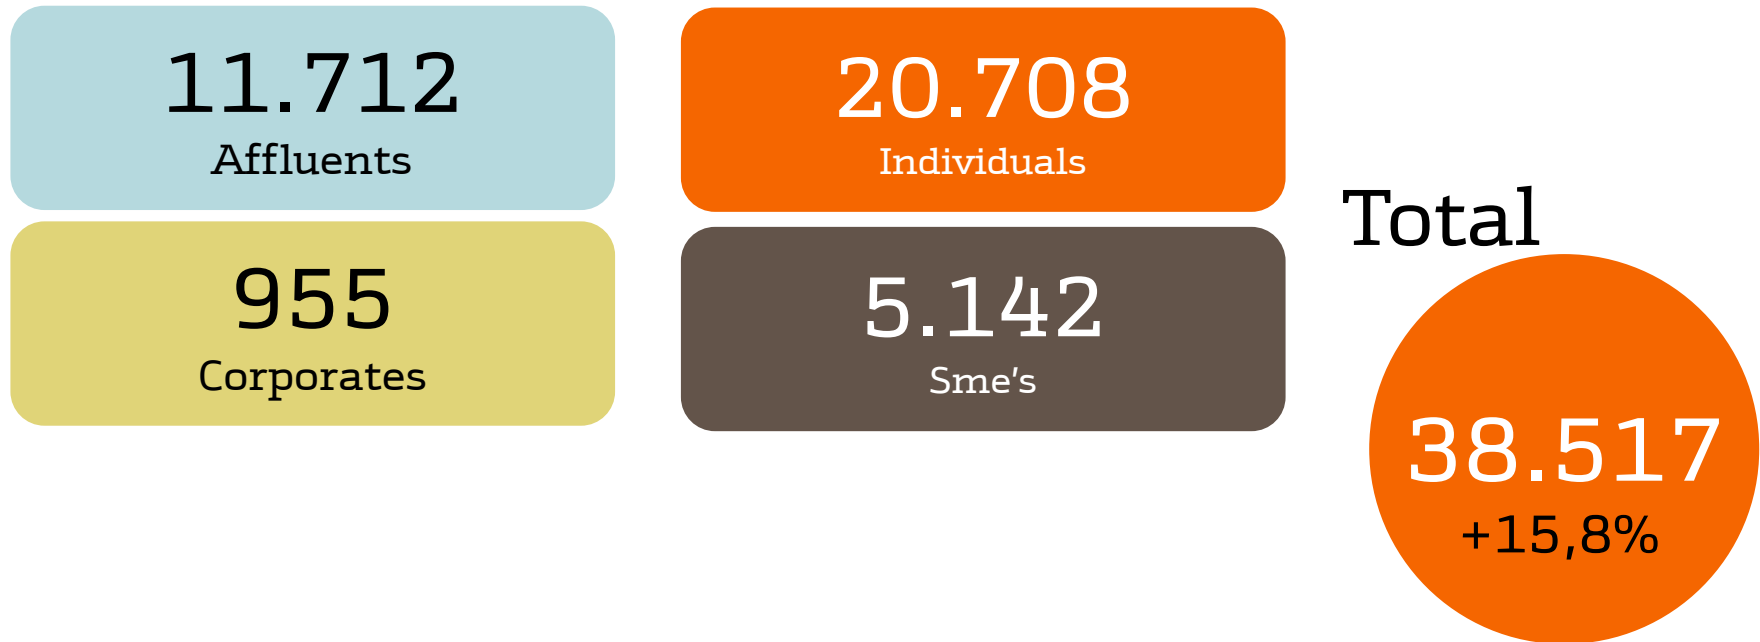 11.712
Affluents
20.708
Individuals
955
Corporates
5.142
Sme's
Total
38.517
+15,8%